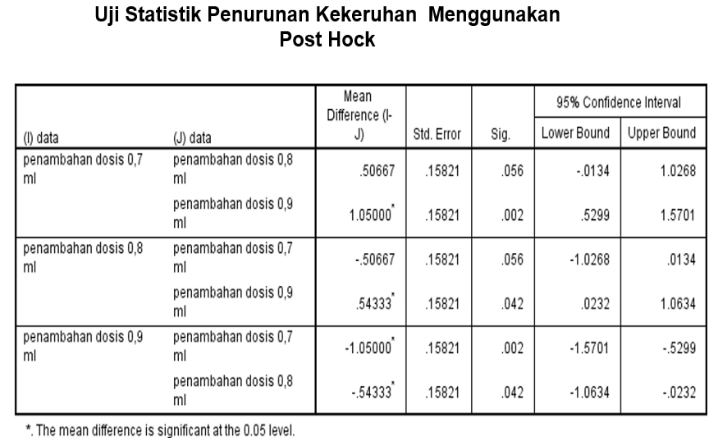 Uji Statistik Penurunan Kekeruhan Menggunakan
Post Hock
(I) data (J) data Mean Difference (I-J) Std. Error Sig. 95% Confidence Interval
Lower Bound Upper Bound
penambahan dosis 0,7 ml penambahan dosis 0,8 ml .50667 .15821 .056 -.0134 1.0268
penambahan dosis 0,9 ml 1.05000* .15821 .002 .5299 1.5701
penambahan dosis 0,8 ml penambahan dosis 0,7 ml -.50667 .15821 .056 -1.0268 .0134
penambahan dosis 0,9 ml .54333* .15821 .042 .0232 1.0634
penambahan dosis 0,9 ml penambahan dosis 0,7 ml -1.05000* .15821 .002 -1.5701 -.5299
penambahan dosis 0,8 ml -.54333* .15821 .042 -1.0634 -.0232
*. The mean difference is significant at the 0.05 level.